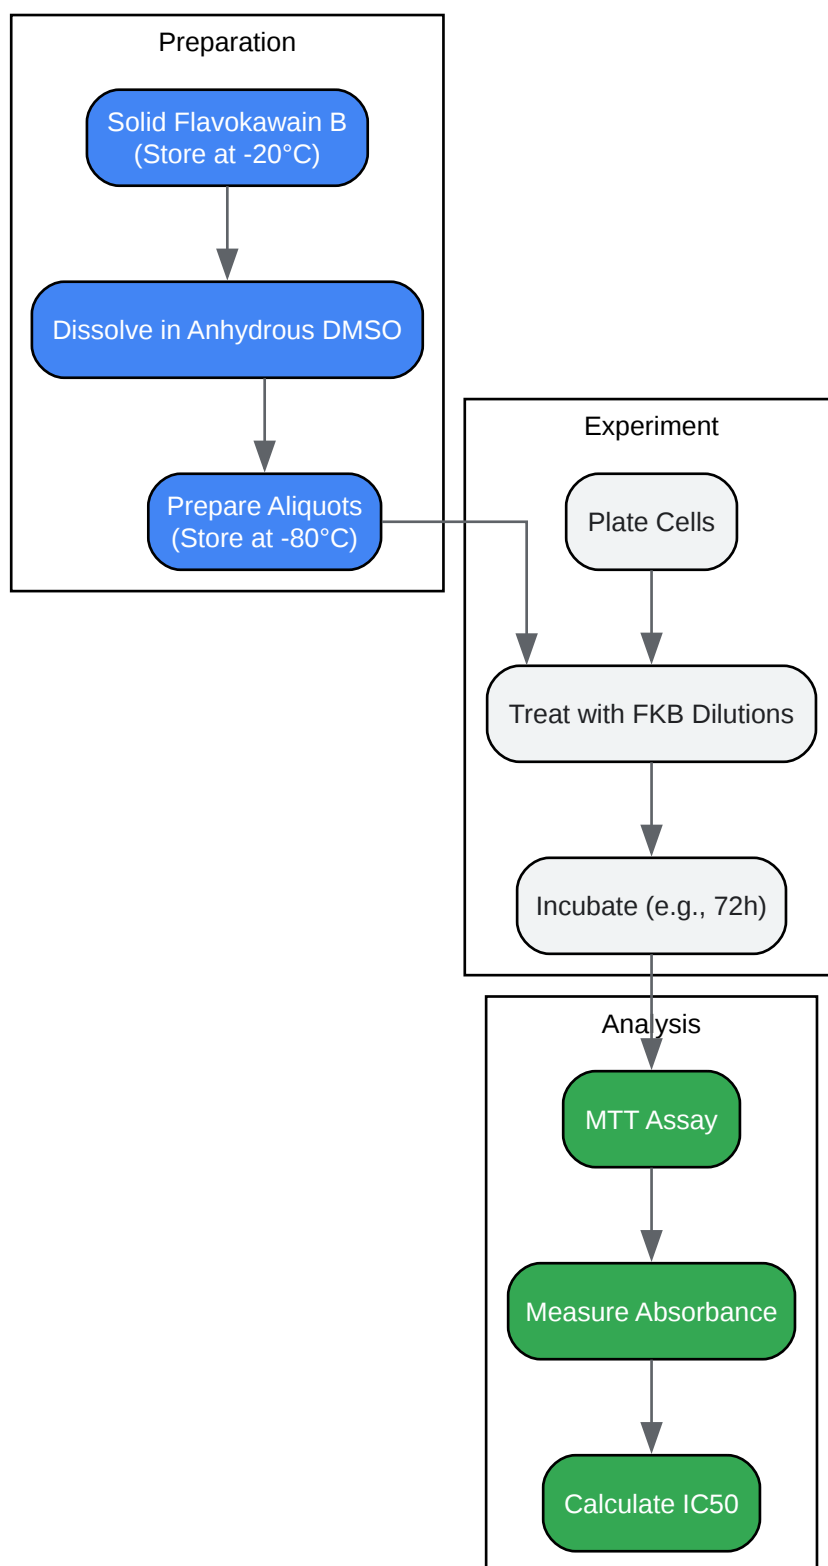 Preparation
Solid Flavokawain B
(Store at -20°C)
Dissolve in Anhydrous DMSO
Prepare Aliquots
(Store at -80°C)
Experiment
Plate Cells
Treat with FKB Dilutions
Incubate (e.g., 72h)
Analysis
MTT Assay
Measure Absorbance
Calculate IC50